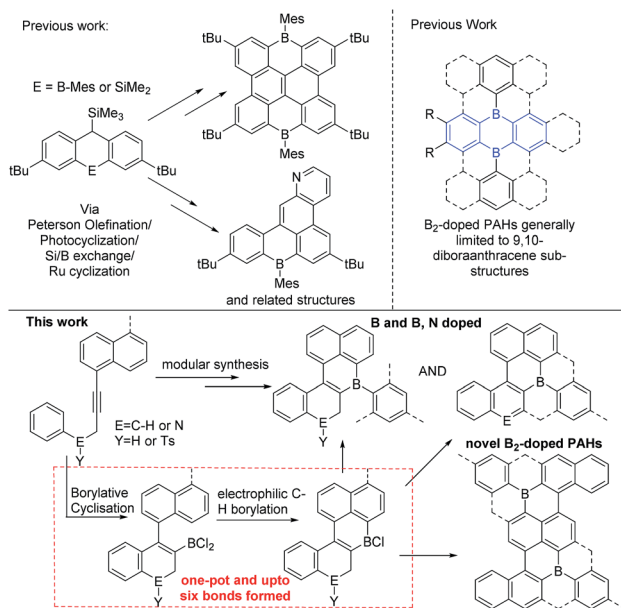 Previous work:
E = B-Mes or SiMe2
SiMe3
tBu
E
tBu
Via
Peterson Olefination/
Photocyclization/
Si/B exchange/
Ru cyclization
Mes
B
tBu
tBu
tBu
tBu
B
Mes
N
tBu
B
tBu
Mes
and related structures
Previous Work
R
R
B
B
B2-doped PAHs generally
limited to 9,10-
diboraanthracene sub-
structures
This work
E=C-H or N
Y=H or Ts
E
Y
modular synthesis
B and B, N doped
B
E
Y
AND
B
E
novel B2-doped PAHs
B
B
Borylative
Cyclisation
BCl2
E
Y
electrophilic C-
H borylation
BCl
E
Y
one-pot and upto
six bonds formed